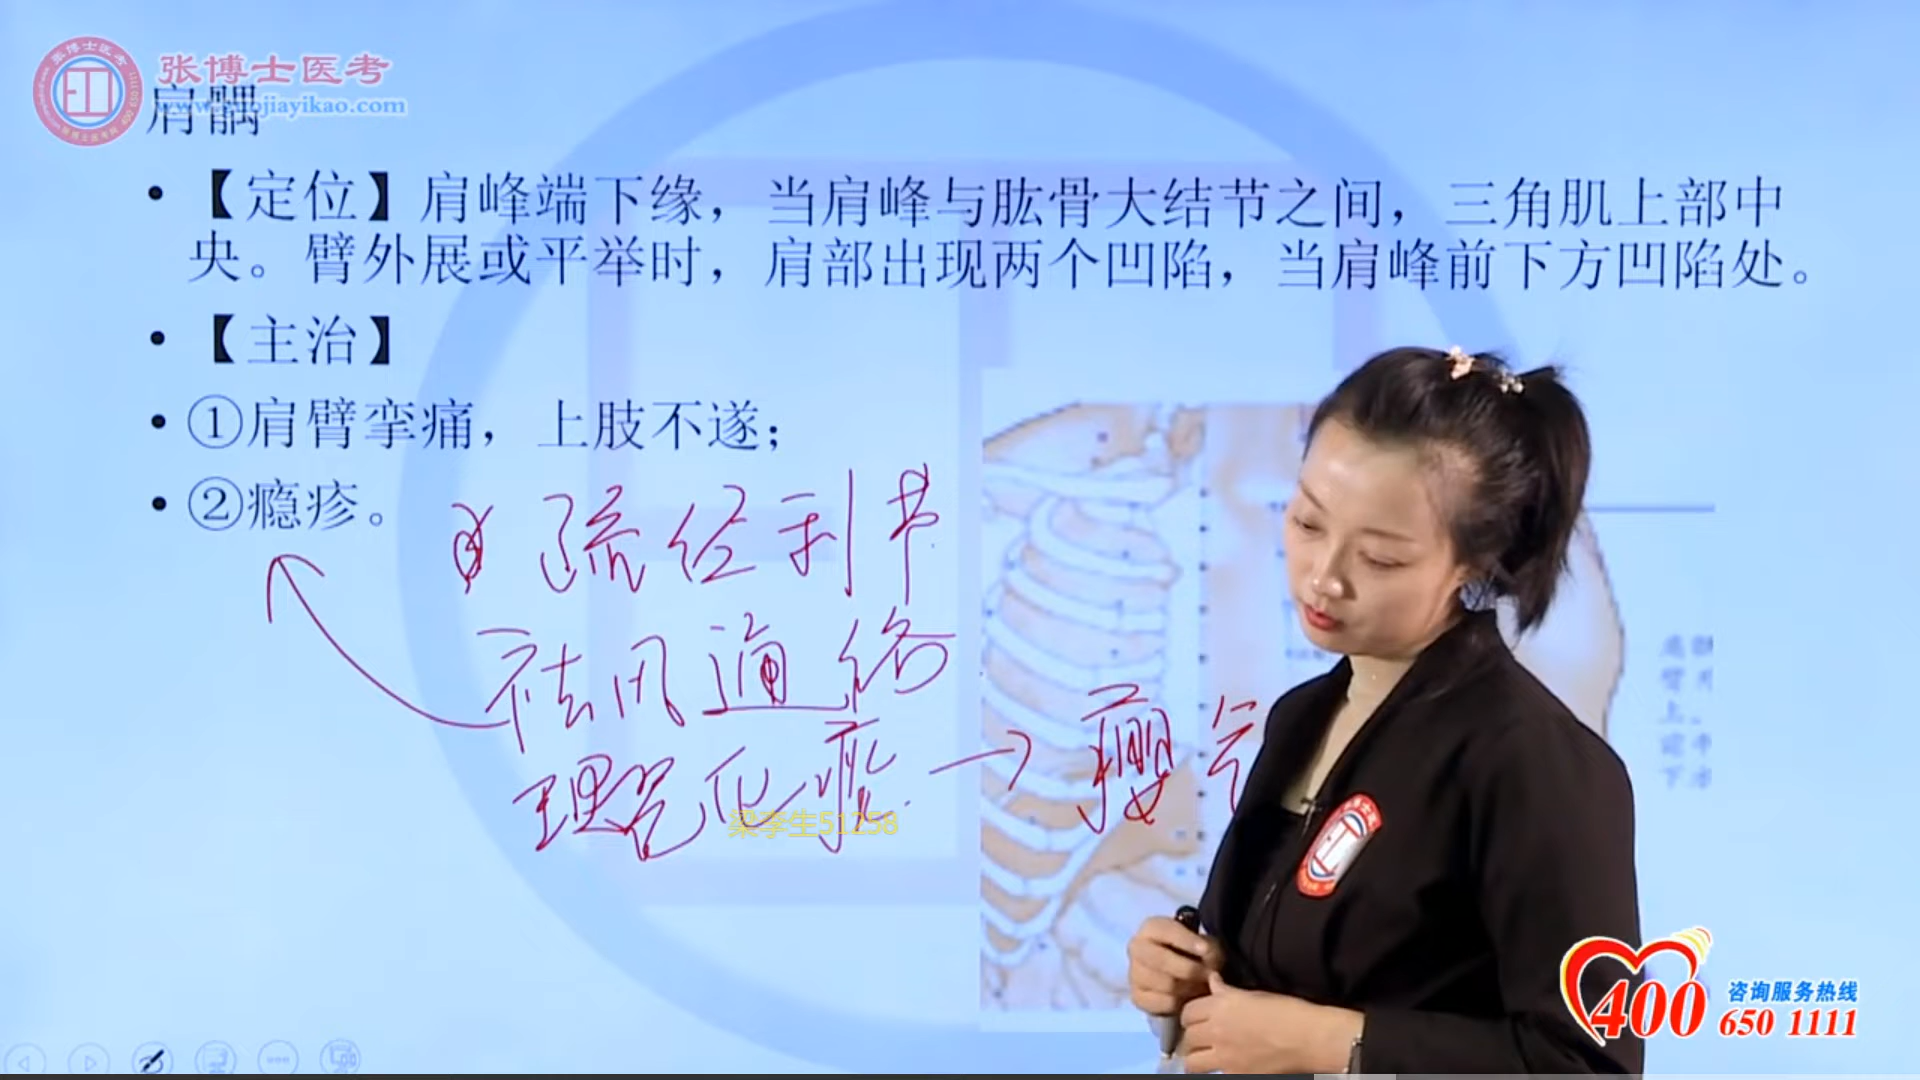 张博士医考
www.guojiayikao.com
肩髃
• 【定位】肩峰端下缘，当肩峰与肱骨大结节之间，三角肌上部中
央。臂外展或平举时，肩部出现两个凹陷，当肩峰前下方凹陷处。
• 【主治】
• ①肩臂挛痛，上肢不遂；
• ②瘾疹。
疏经利节
祛风通络
理气化痰 → 瘿气
梁李生51258
400
咨询服务热线
650 1111